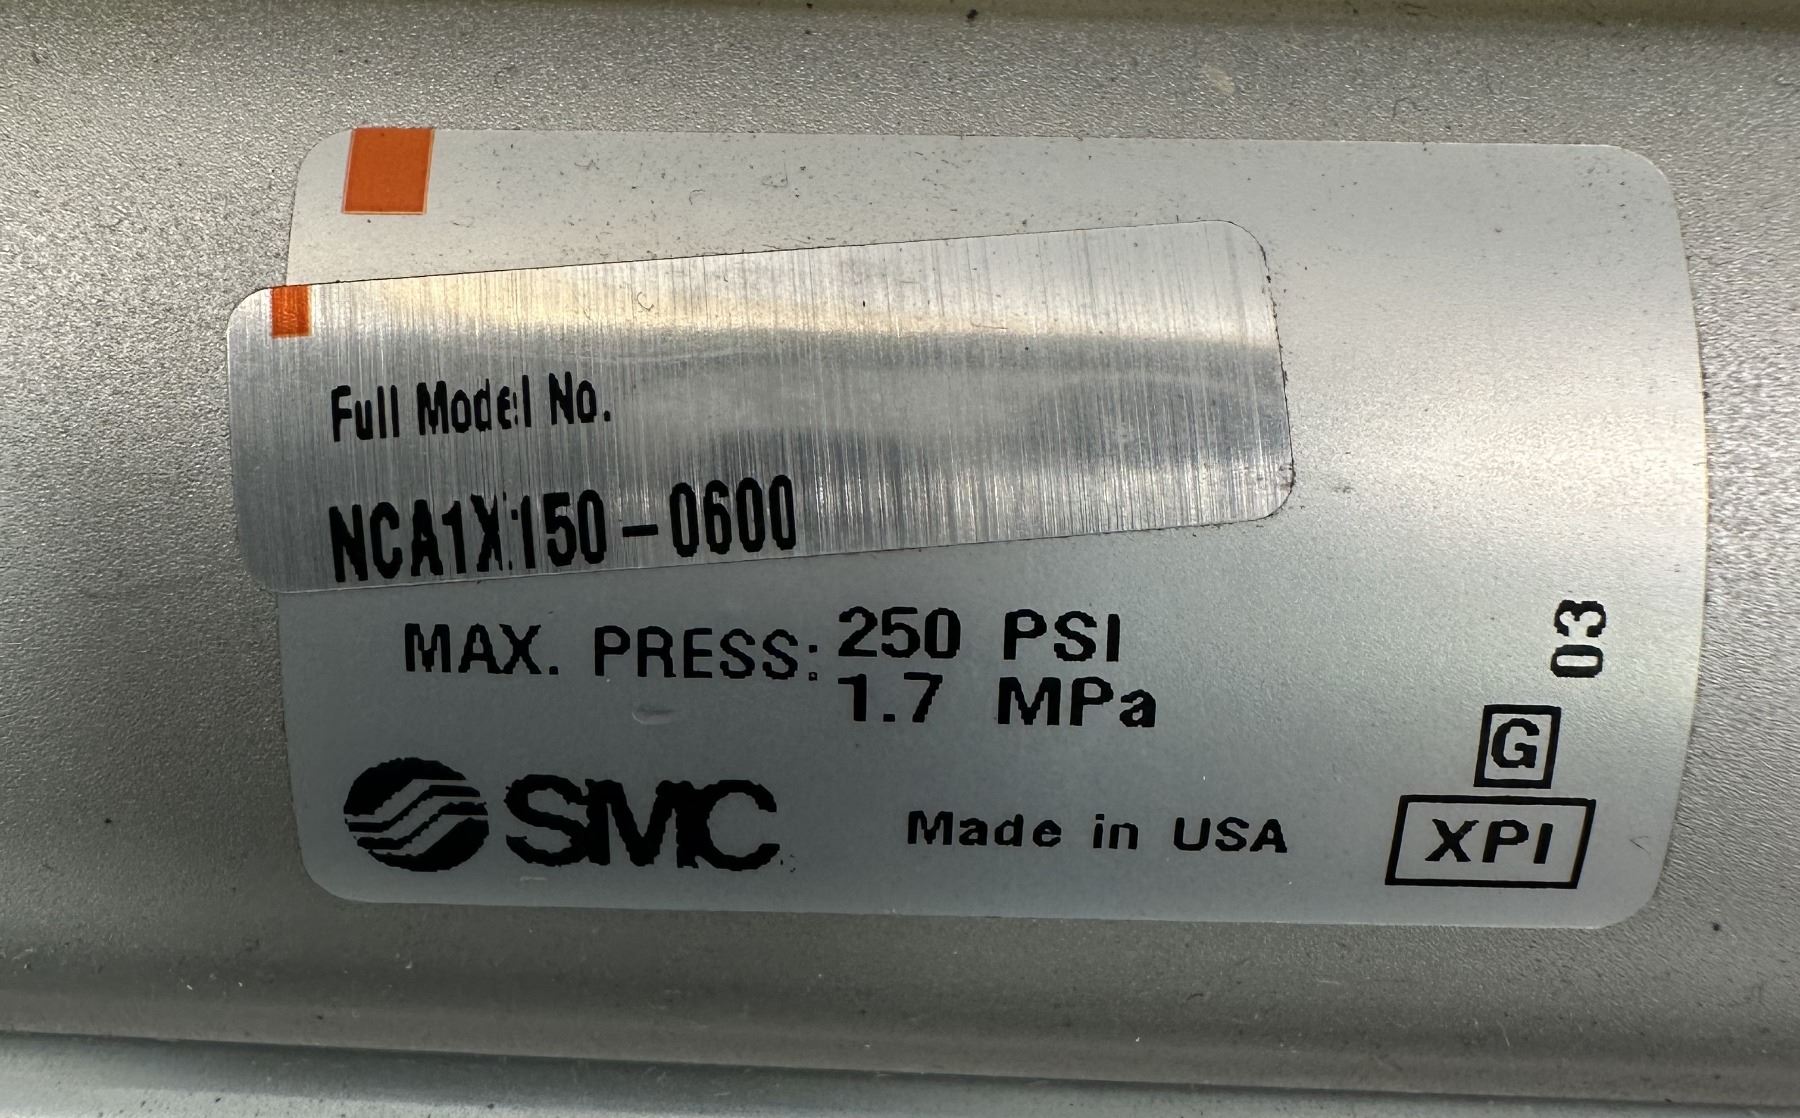 Full Model No.
NCA1X150-0600
MAX. PRESS: 250 PSI
1.7 MPa
03
G
SMC
Made in USA
XPI